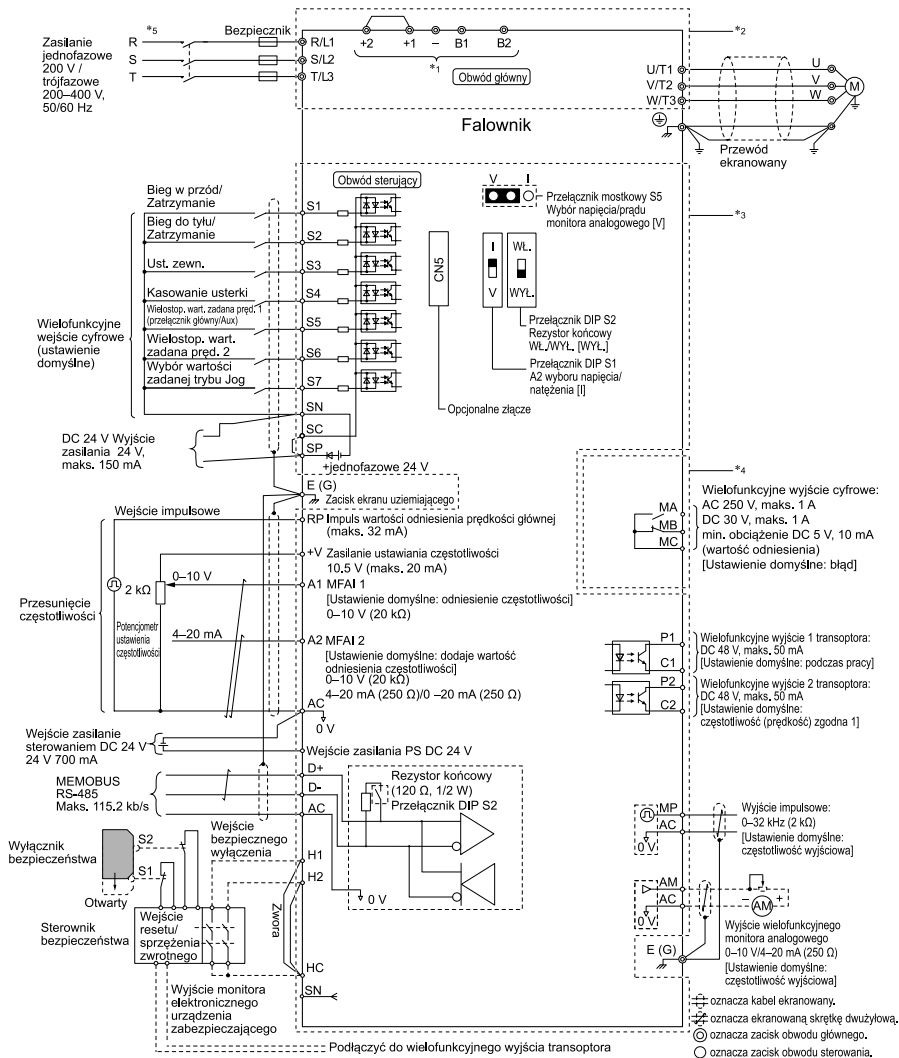 *5
Bezpiecznik
Zasilanie
jednofazowe
200 V /
trójfazowe
200–400 V,
50/60 Hz
R
S
T
R/L1
S/L2
T/L3
+2
+1
–
B1
B2
*1
Obwód główny
*2
U/T1
V/T2
W/T3
U
V
W
M
Przewód
ekranowany
Falownik
Obwód sterujący
V
I
Przełącznik mostkowy S5
Wybór napięcia/prądu
monitora analogowego [V]
*3
I
V
WŁ.
WYŁ.
CN5
Przełącznik DIP S2
Rezystor końcowy
WŁ./WYŁ. [WYŁ.]
Przełącznik DIP S1
A2 wyboru napięcia/
natężenia [I]
Opcjonalne złącze
Wielofunkcyjne
wejście cyfrowe
(ustawienie
domyślne)
Bieg w przód/
Zatrzymanie
S1
Bieg do tyłu/
Zatrzymanie
S2
Ust. zewn.
S3
Kasowanie usterki
S4
Wielostop. wart. zadana pręd. 1
(przełącznik główny/Aux)
S5
Wielostop. wart.
zadana pręd. 2
S6
Wybór wartości
zadanej trybu Jog
S7
SN
SC
SP
DC 24 V Wyjście
zasilania 24 V,
maks. 150 mA
+jednofazowe 24 V
E (G)
Zacisk ekranu uziemiającego
*4
MA
MB
MC
Wielofunkcyjne wyjście cyfrowe:
AC 250 V, maks. 1 A
DC 30 V, maks. 1 A
min. obciążenie DC 5 V, 10 mA
(wartość odniesienia)
[Ustawienie domyślne: błąd]
Wejście impulsowe
RP Impuls wartości odniesienia prędkości głównej
(maks. 32 mA)
+V Zasilanie ustawiania częstotliwości
10.5 V (maks. 20 mA)
Przesunięcie
częstotliwości
2 kΩ
0–10 V
Potencjometr
ustawienia
częstotliwości
A1 MFAI 1
[Ustawienie domyślne: odniesienie częstotliwości]
0–10 V (20 kΩ)
4–20 mA
A2 MFAI 2
[Ustawienie domyślne: dodaje wartość
odniesienia częstotliwości]
0–10 V (20 kΩ)
4–20 mA (250 Ω)/0 –20 mA (250 Ω)
AC
0 V
P1
C1
Wielofunkcyjne wyjście 1 transoptora:
DC 48 V, maks. 50 mA
[Ustawienie domyślne: podczas pracy]
P2
C2
Wielofunkcyjne wyjście 2 transoptora:
DC 48 V, maks. 50 mA
[Ustawienie
domyślne:
częstotliwość (prędkość) zgodna 1]
Wejście zasilanie
sterowaniem DC 24 V
24 V 700 mA
Wejście zasilania PS DC 24 V
MEMOBUS
RS-485
Maks. 115.2 kb/s
D+
D-
AC
Rezystor końcowy
(120 Ω, 1/2 W)
Przełącznik DIP S2
0 V
MP
AC
0 V
Wyjście impulsowe:
0–32 kHz (2 kΩ)
[Ustawienie domyślne:
częstotliwość wyjściowa]
Wyłącznik
bezpieczeństwa
S2
S1
Otwarty
Wejście
bezpiecznego
wyłączenia
H1
H2
Zwora
HC
SN
Sterownik
bezpieczeństwa
Wejście
resetu/
sprzężenia
zwrotnego
Wyjście monitora
elektronicznego
urządzenia
zabezpieczającego
Podłączyć do wielofunkcyjnego wyjścia transoptora
AM
AC
0 V
– AM +
Wyjście wielofunkcyjnego
monitora analogowego
0–10 V/4–20 mA (250 Ω)
[Ustawienie domyślne:
częstotliwość wyjściowa]
E (G)
oznacza kabel ekranowany.
oznacza ekranowaną skrętkę dwużyłową.
oznacza zacisk obwodu głównego.
oznacza zacisk obwodu sterowania.